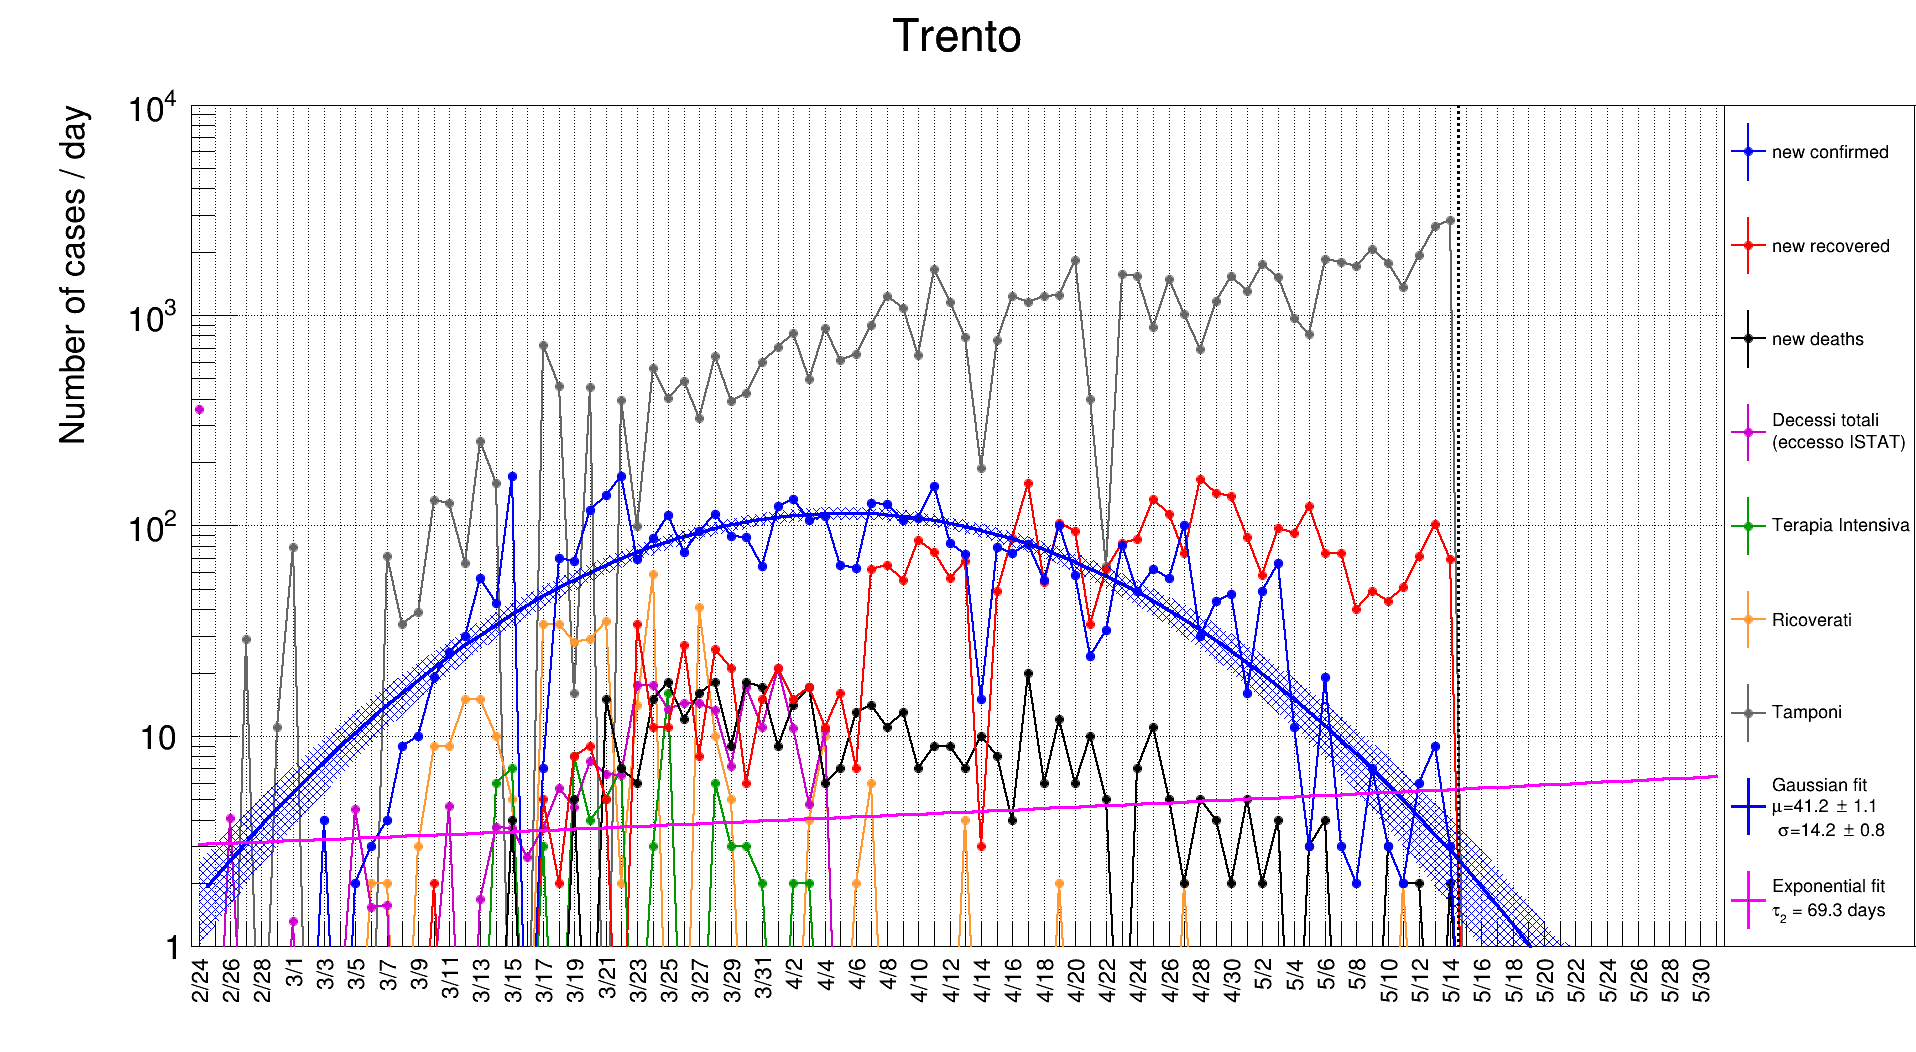 Trento
Number of cases / day
10^4
10^3
10^2
10
1
2/24 2/26 2/28 3/1 3/3 3/5 3/7 3/9 3/11 3/13 3/15 3/17 3/19 3/21 3/23 3/25 3/27 3/29 3/31 4/2 4/4 4/6 4/8 4/10 4/12 4/14 4/16 4/18 4/20 4/22 4/24 4/26 4/28 4/30 5/2 5/4 5/6 5/8 5/10 5/12 5/14 5/16 5/18 5/20 5/22 5/24 5/26 5/28 5/30
new confirmed
new recovered
new deaths
Decessi totali
(eccesso ISTAT)
Terapia Intensiva
Ricoverati
Tamponi
Gaussian fit
μ=41.2 ± 1.1
σ=14.2 ± 0.8
Exponential fit
τ₂ = 69.3 days